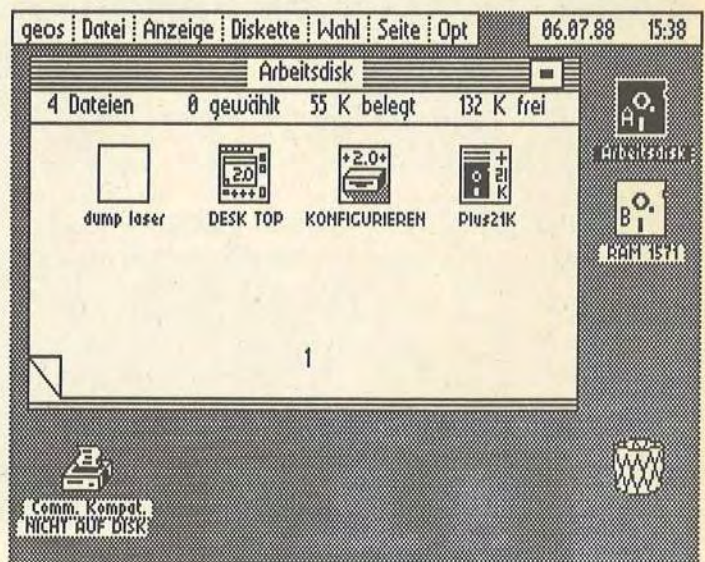 geos Datei Anzeige Diskette Wahl Seite Opt 06.07.88 15:38
Arbeitsdisk
4 Dateien 0 gewählt 55 K belegt 132 K frei
2.0
+2.0+
+
21
K
dump laser DESK TOP KONFIGURIEREN Plus21K
1
A
Arbeitsdisk
B
RAM 1571
Comm. Kompat.
NICHT AUF DISK